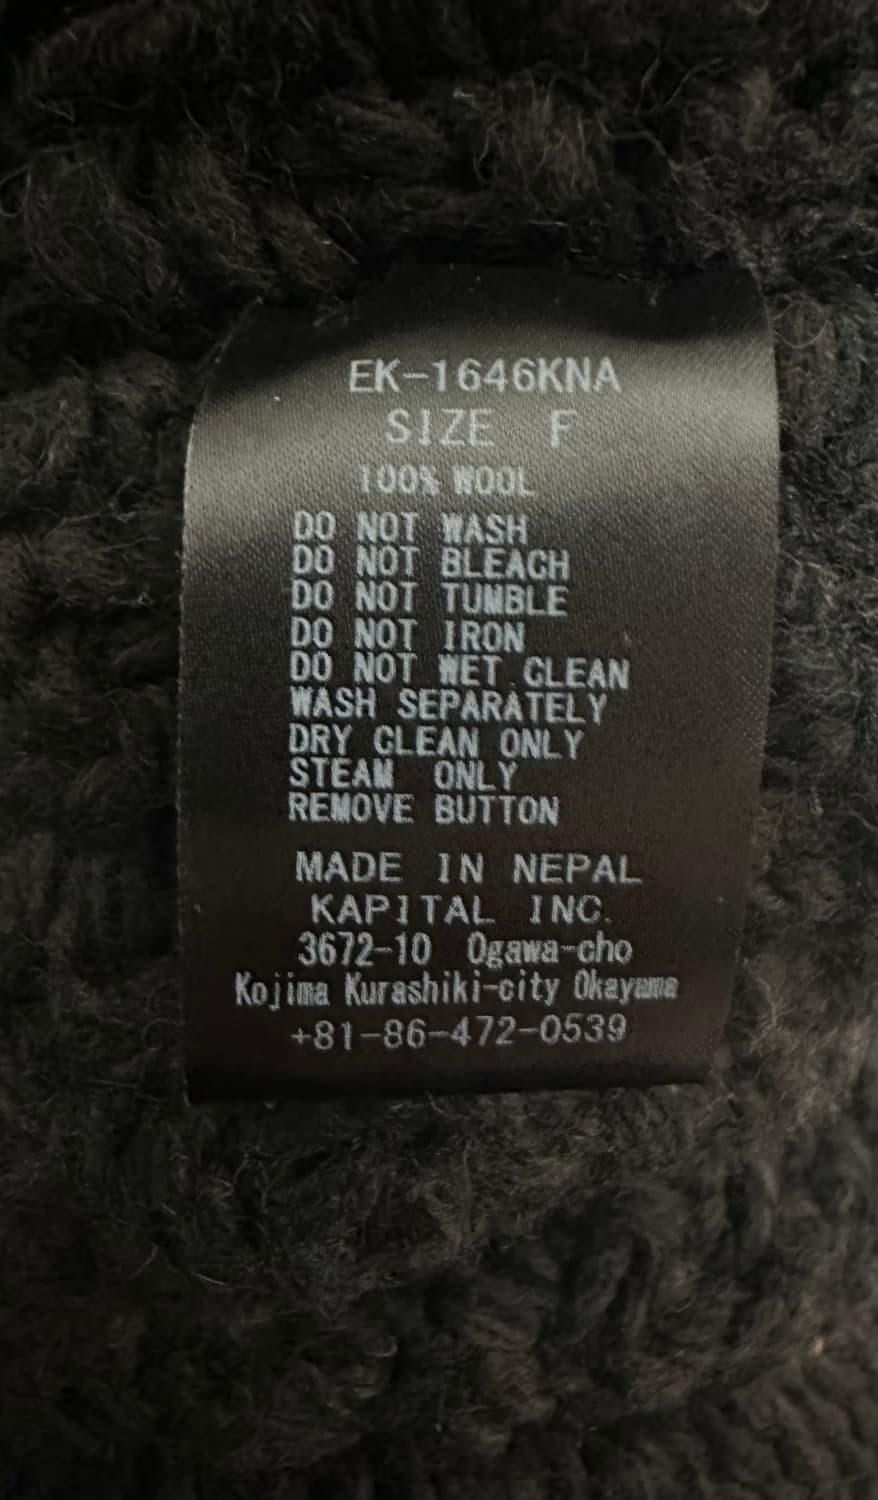 EK-1646KNA
SIZE F
100% WOOL
DO NOT WASH
DO NOT BLEACH
DO NOT TUMBLE
DO NOT IRON
DO NOT WET CLEAN
WASH SEPARATELY
DRY CLEAN ONLY
STEAM ONLY
REMOVE BUTTON
MADE IN NEPAL
KAPITAL INC.
3672-10 Ogawa-cho
Kojima Kurashiki-city Okayama
+81-86-472-0539